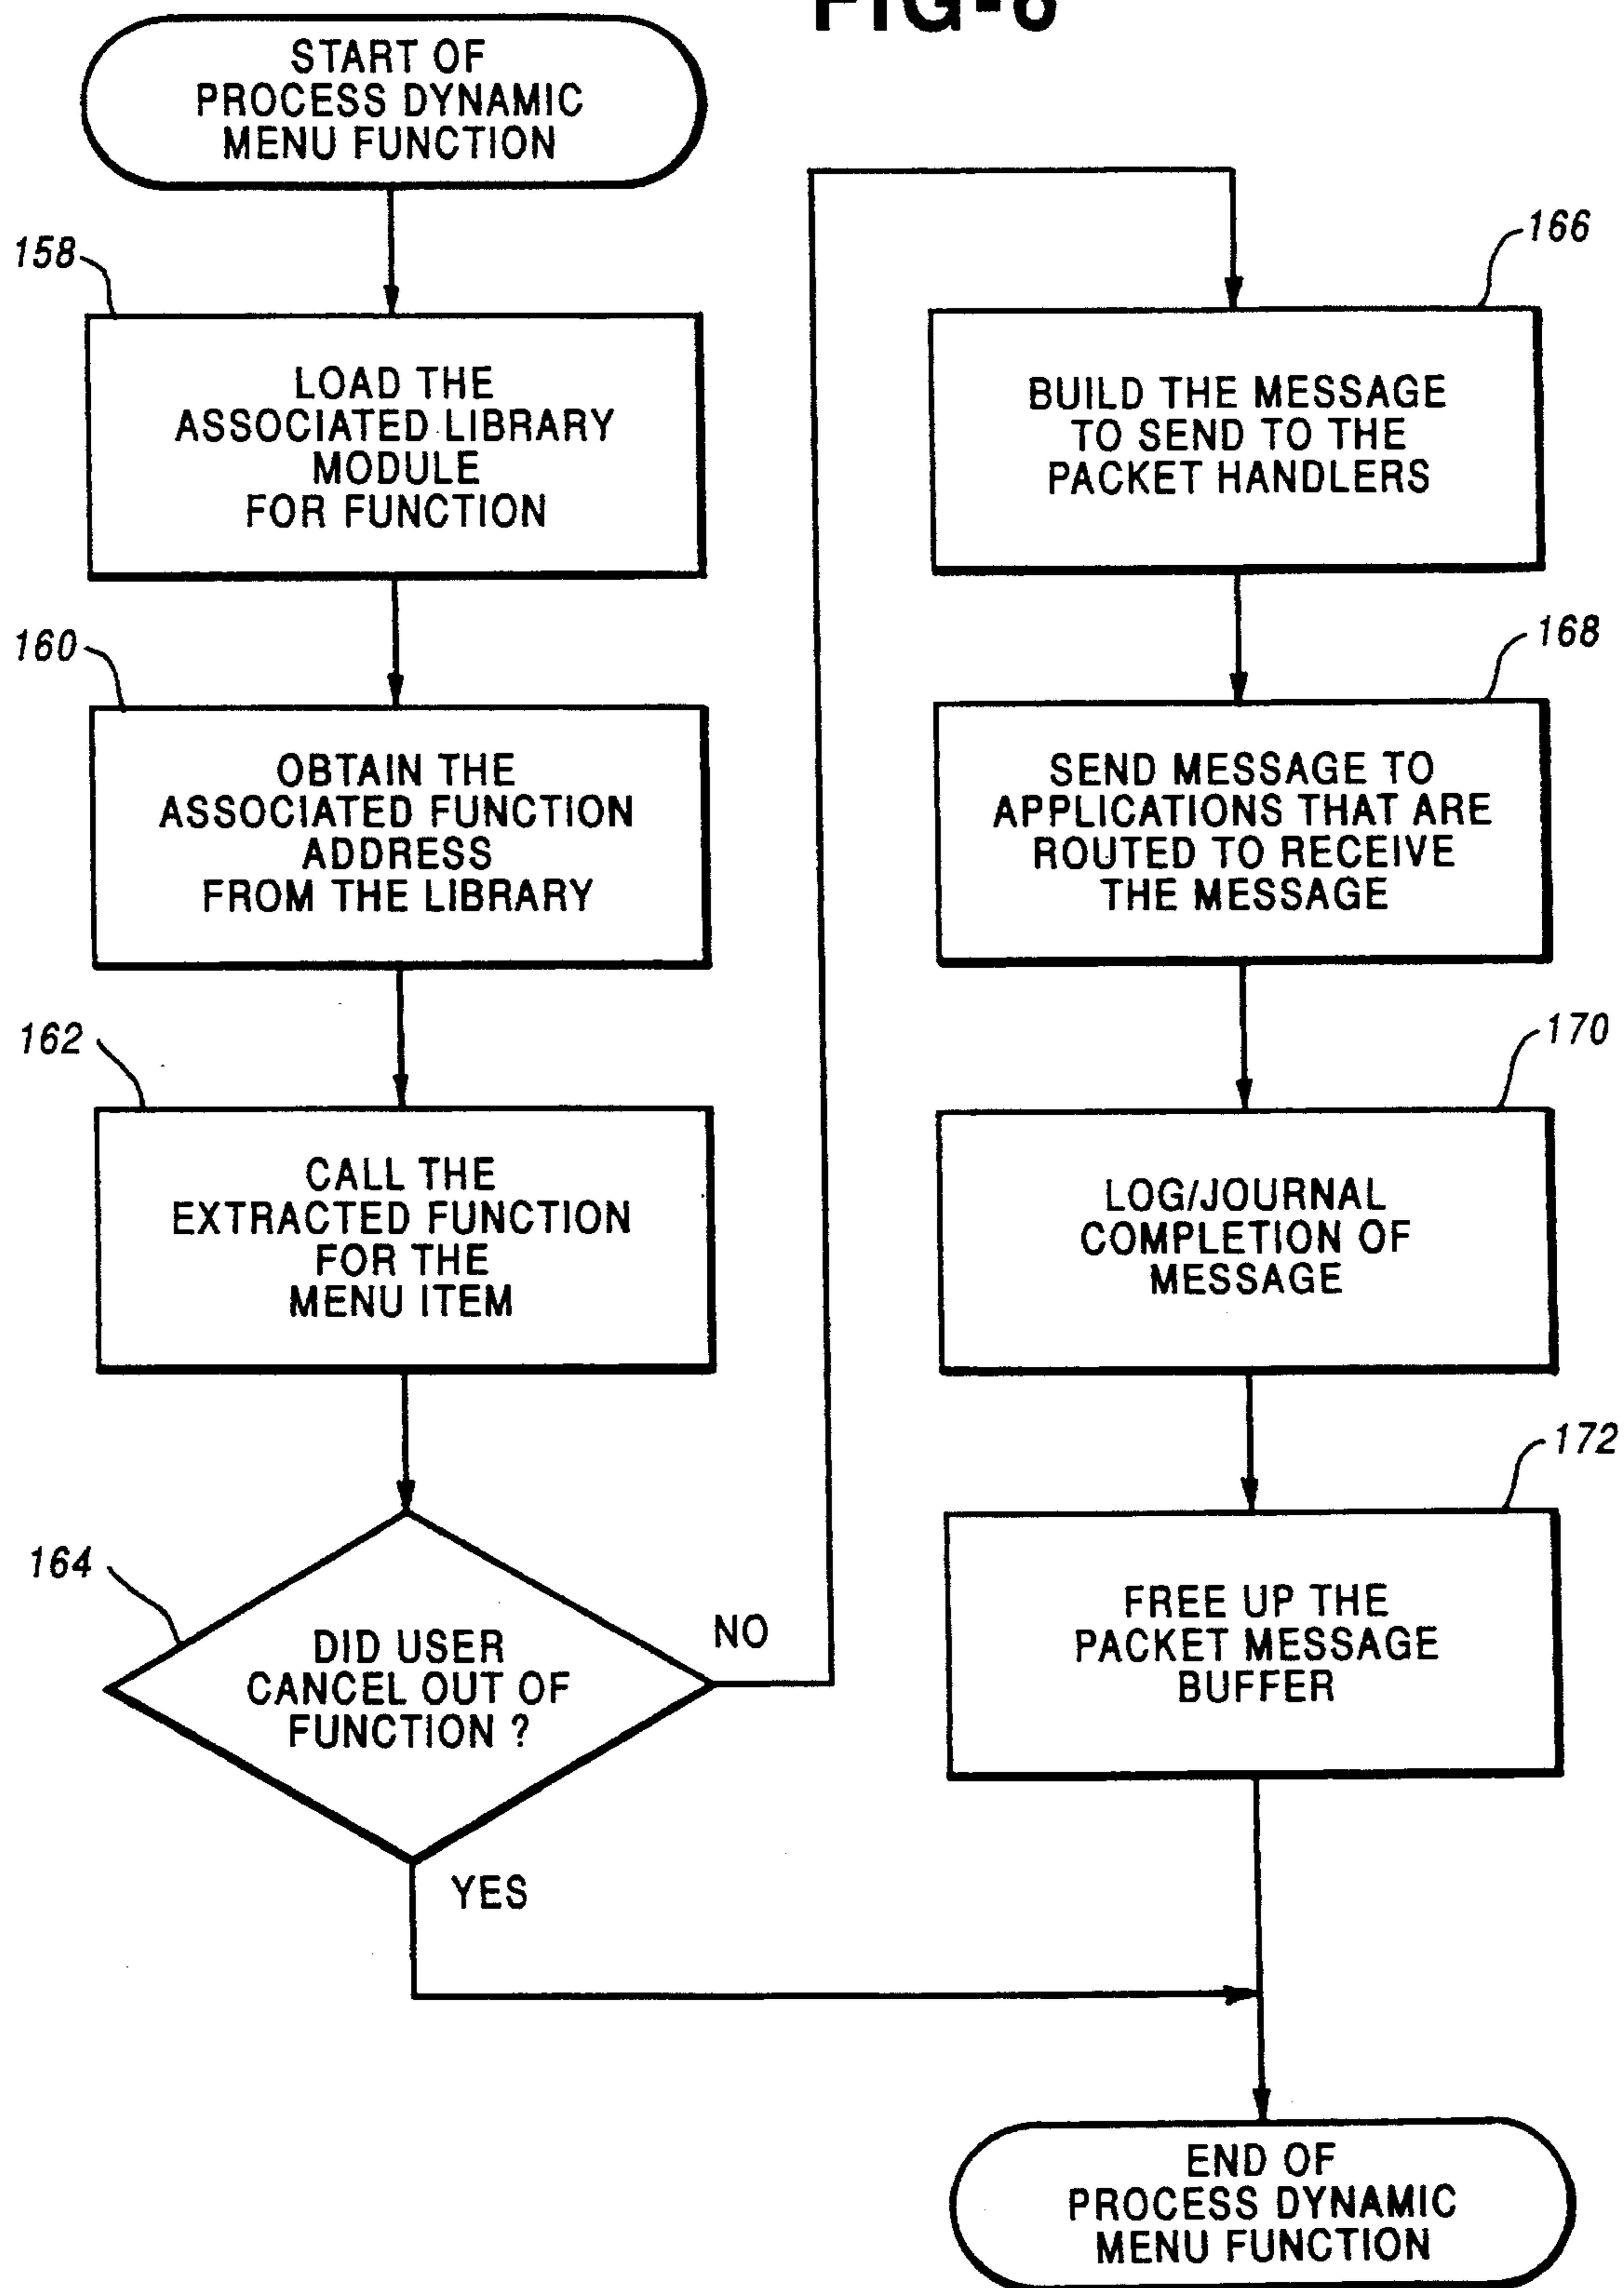 FIG-
START OF
PROCESS DYNAMIC
MENU FUNCTION
158
LOAD THE
ASSOCIATED LIBRARY
MODULE
FOR FUNCTION
160
OBTAIN THE
ASSOCIATED FUNCTION
ADDRESS
FROM THE LIBRARY
162
CALL THE
EXTRACTED FUNCTION
FOR THE
MENU ITEM
164
DID USER
CANCEL OUT OF
FUNCTION ?
NO
YES
166
BUILD THE MESSAGE
TO SEND TO THE
PACKET HANDLERS
168
SEND MESSAGE TO
APPLICATIONS THAT ARE
ROUTED TO RECEIVE
THE MESSAGE
170
LOG/JOURNAL
COMPLETION OF
MESSAGE
172
FREE UP THE
PACKET MESSAGE
BUFFER
END OF
PROCESS DYNAMIC
MENU FUNCTION